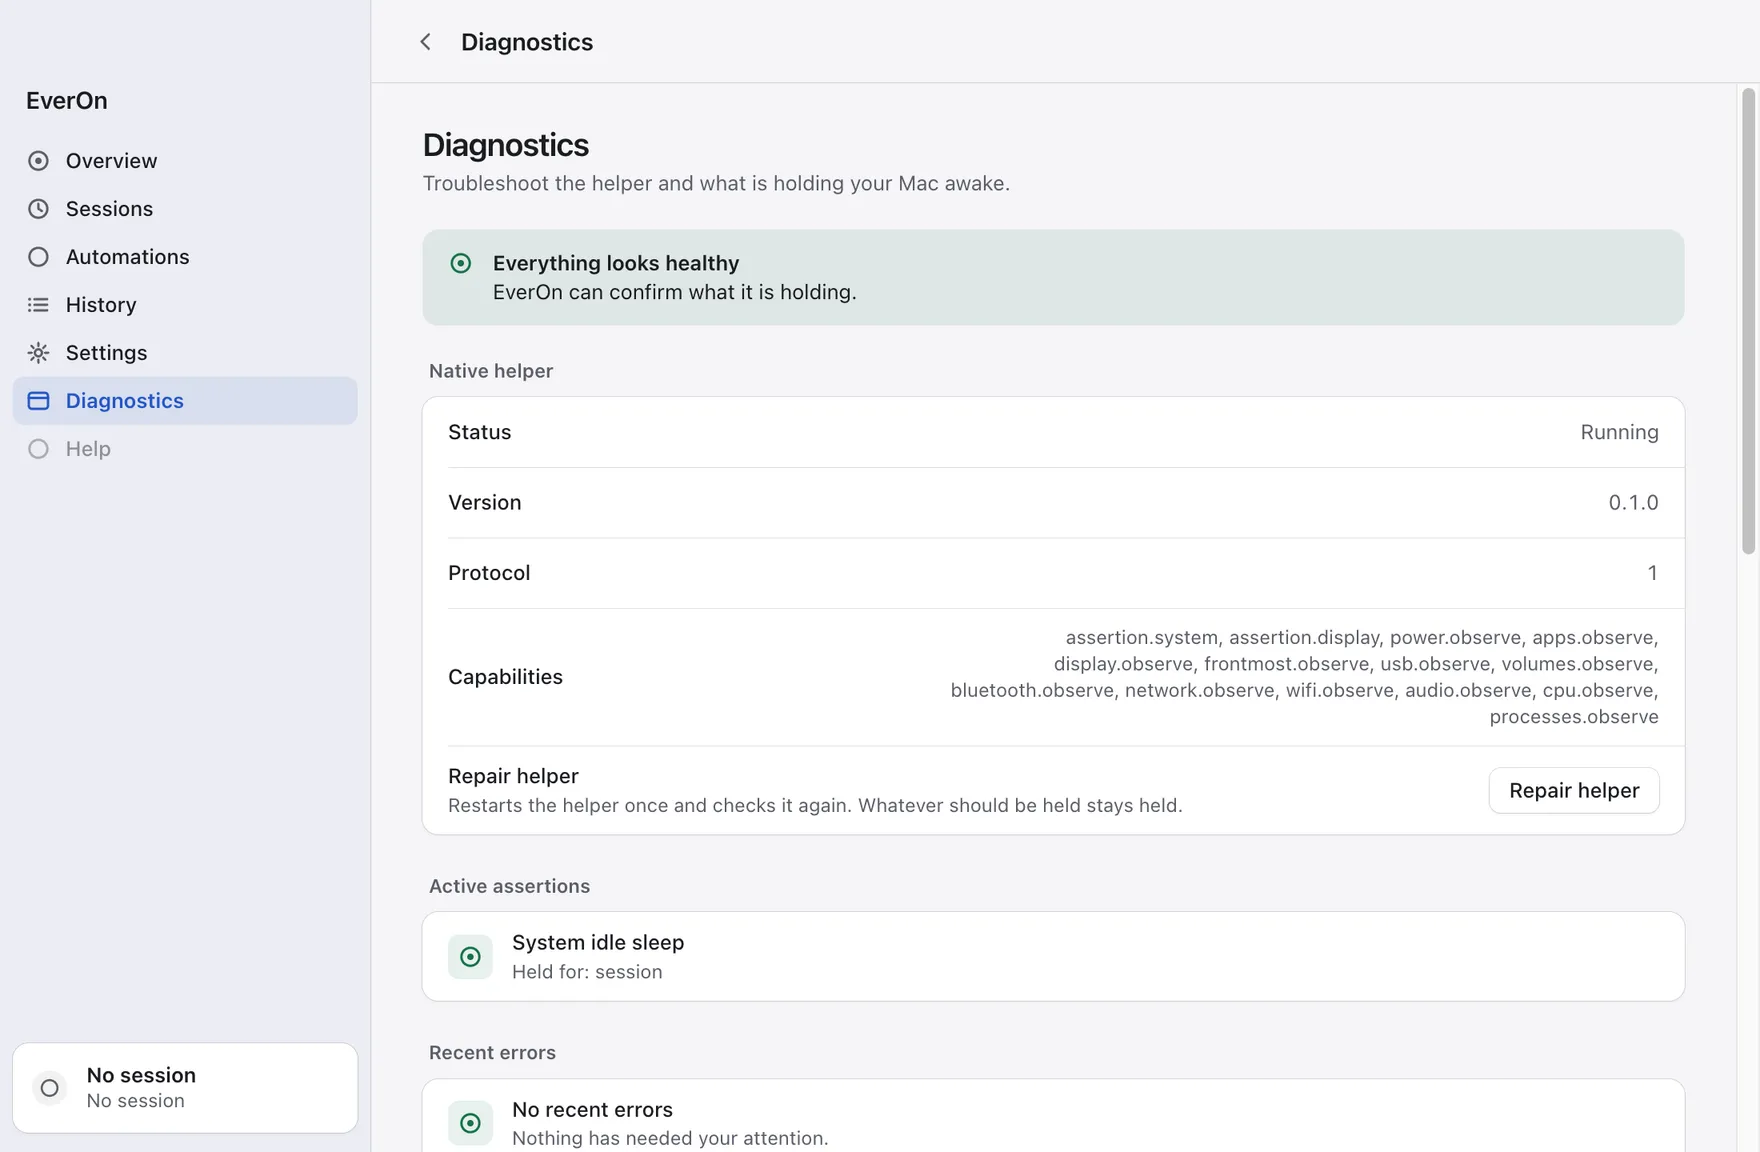 Diagnostics
EverOn
Overview
Sessions
Automations
History
Settings
Diagnostics
Help
No session
No session
Diagnostics
Troubleshoot the helper and what is holding your Mac awake.
Everything looks healthy
EverOn can confirm what it is holding.
Native helper
Status
Running
Version
0.1.0
Protocol
1
Capabilities
assertion.system, assertion.display, power.observe, apps.observe,
display.observe, frontmost.observe, usb.observe, volumes.observe,
bluetooth.observe, network.observe, wifi.observe, audio.observe, cpu.observe,
processes.observe
Repair helper
Restarts the helper once and checks it again. Whatever should be held stays held.
Repair helper
Active assertions
System idle sleep
Held for: session
Recent errors
No recent errors
Nothing has needed your attention.